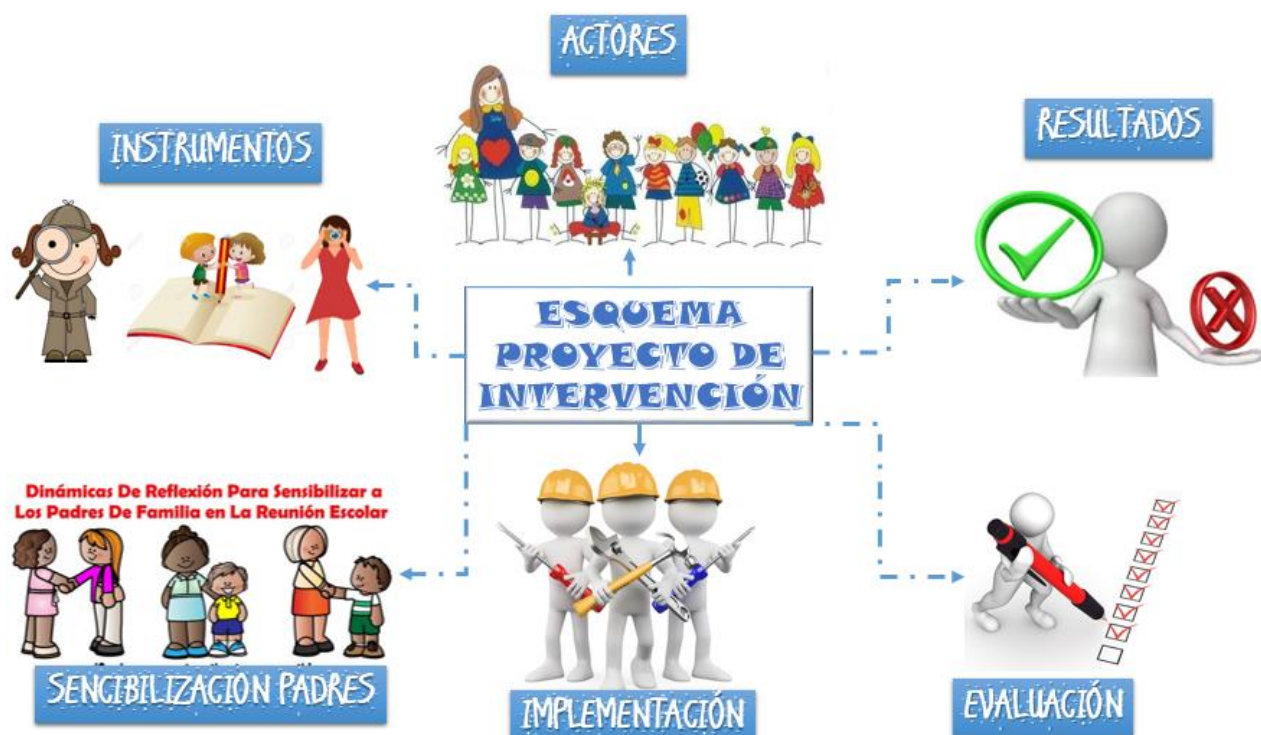 ACTORES
INSTRUMENTOS
RESULTADOS
ESQUEMA
PROYECTO DE
INTERVENCIÓN
Dinámicas De Reflexión Para Sensibilizar a
Los Padres De Familia en La Reunión Escolar
SENCIBILIZACION PADRES
IMPLEMENTACIÓN
EVALUACIÓN